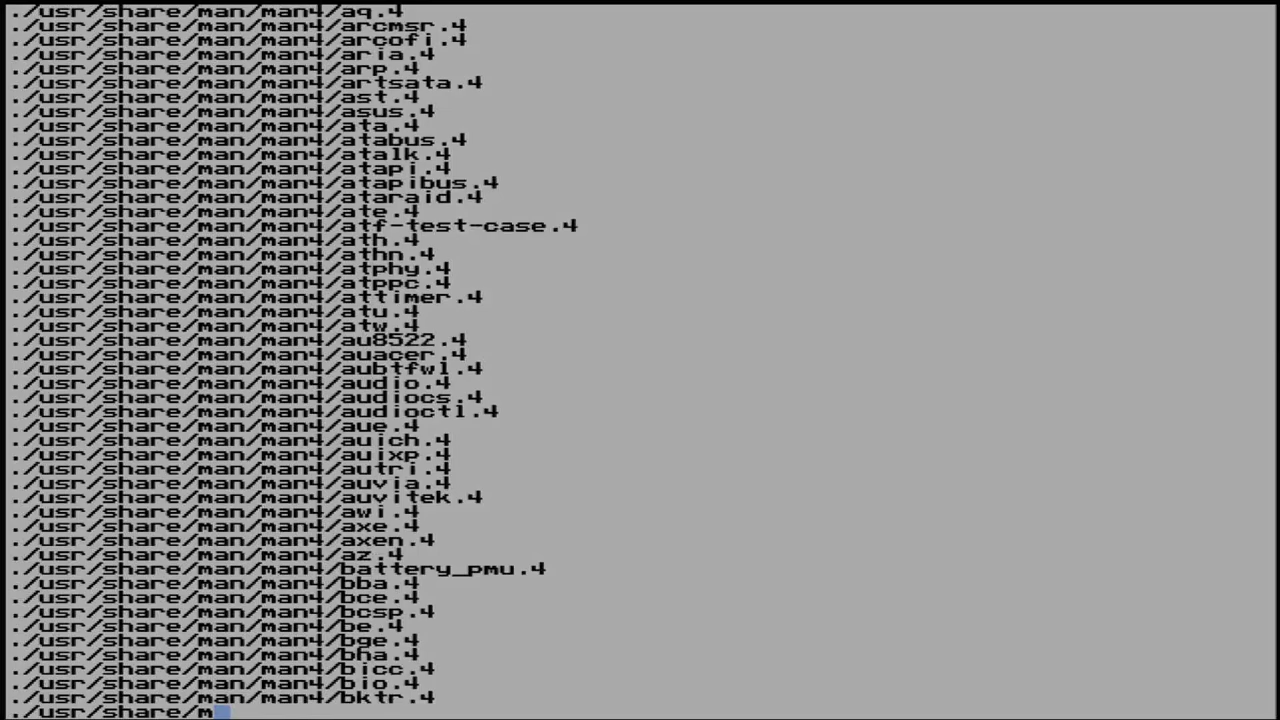 ./usr/share/man/man4/aq.4
./usr/share/man/man4/arcmsr.4
./usr/share/man/man4/arcofi.4
./usr/share/man/man4/aria.4
./usr/share/man/man4/arp.4
./usr/share/man/man4/artsata.4
./usr/share/man/man4/ast.4
./usr/share/man/man4/asus.4
./usr/share/man/man4/ata.4
./usr/share/man/man4/atabus.4
./usr/share/man/man4/atalk.4
./usr/share/man/man4/atapi.4
./usr/share/man/man4/atapibus.4
./usr/share/man/man4/ataraid.4
./usr/share/man/man4/ate.4
./usr/share/man/man4/atf-test-case.4
./usr/share/man/man4/ath.4
./usr/share/man/man4/athn.4
./usr/share/man/man4/atphy.4
./usr/share/man/man4/atppc.4
./usr/share/man/man4/attimer.4
./usr/share/man/man4/atu.4
./usr/share/man/man4/atw.4
./usr/share/man/man4/au8522.4
./usr/share/man/man4/auacer.4
./usr/share/man/man4/aubtfwl.4
./usr/share/man/man4/audio.4
./usr/share/man/man4/audiocs.4
./usr/share/man/man4/audioctl.4
./usr/share/man/man4/aue.4
./usr/share/man/man4/auich.4
./usr/share/man/man4/auixp.4
./usr/share/man/man4/autri.4
./usr/share/man/man4/auvia.4
./usr/share/man/man4/auvitek.4
./usr/share/man/man4/awi.4
./usr/share/man/man4/axe.4
./usr/share/man/man4/axen.4
./usr/share/man/man4/az.4
./usr/share/man/man4/battery_pmu.4
./usr/share/man/man4/bba.4
./usr/share/man/man4/bce.4
./usr/share/man/man4/bcsp.4
./usr/share/man/man4/be.4
./usr/share/man/man4/bge.4
./usr/share/man/man4/bha.4
./usr/share/man/man4/bicc.4
./usr/share/man/man4/bio.4
./usr/share/man/man4/bktr.4
./usr/share/m